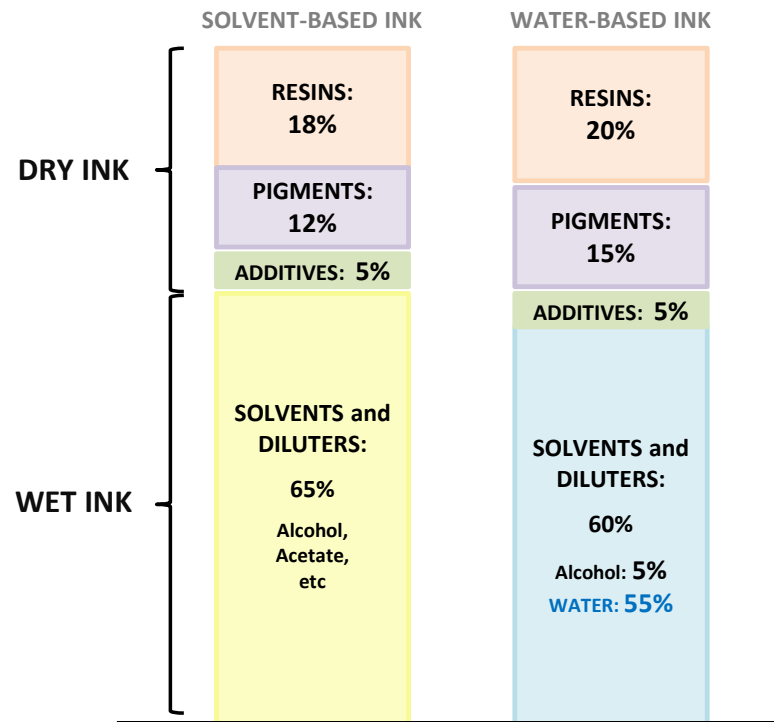 SOLVENT-BASED INK
WATER-BASED INK
DRY INK
WET INK
RESINS:
18%
PIGMENTS:
12%
ADDITIVES: 5%
SOLVENTS and
DILUTERS:
65%
Alcohol,
Acetate,
etc
RESINS:
20%
PIGMENTS:
15%
ADDITIVES: 5%
SOLVENTS and
DILUTERS:
60%
Alcohol: 5%
WATER: 55%